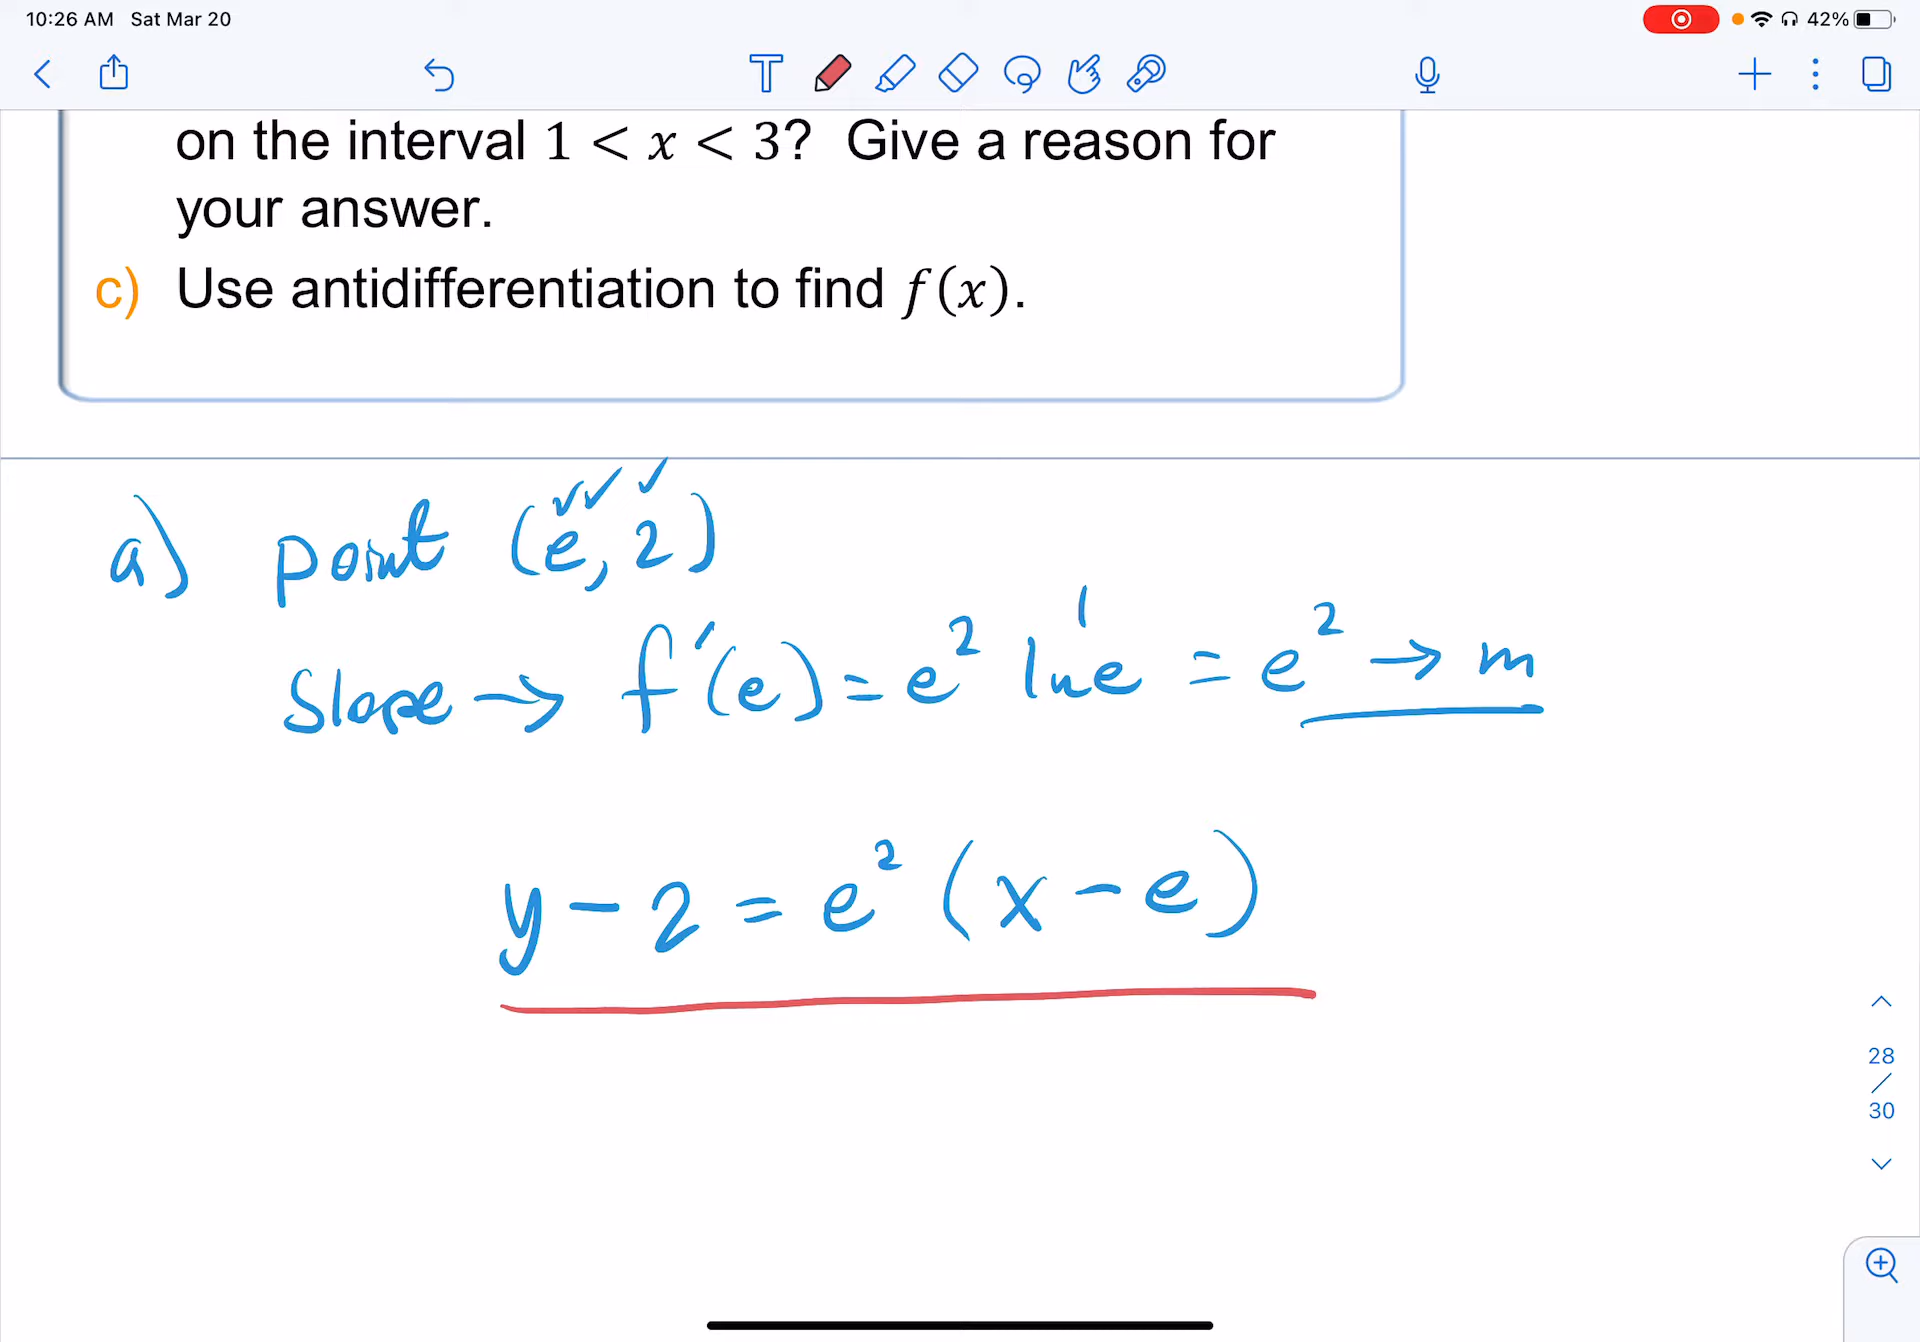 10:26 AM Sat Mar 20
42%
T
on the interval 1 < x < 3? Give a reason for
your answer.
c) Use antidifferentiation to find f(x).
a) point (e, 2)
1
Slope → f′(e) = e² ln e = e² → m
y − 2 = e² (x − e)
28
/
30